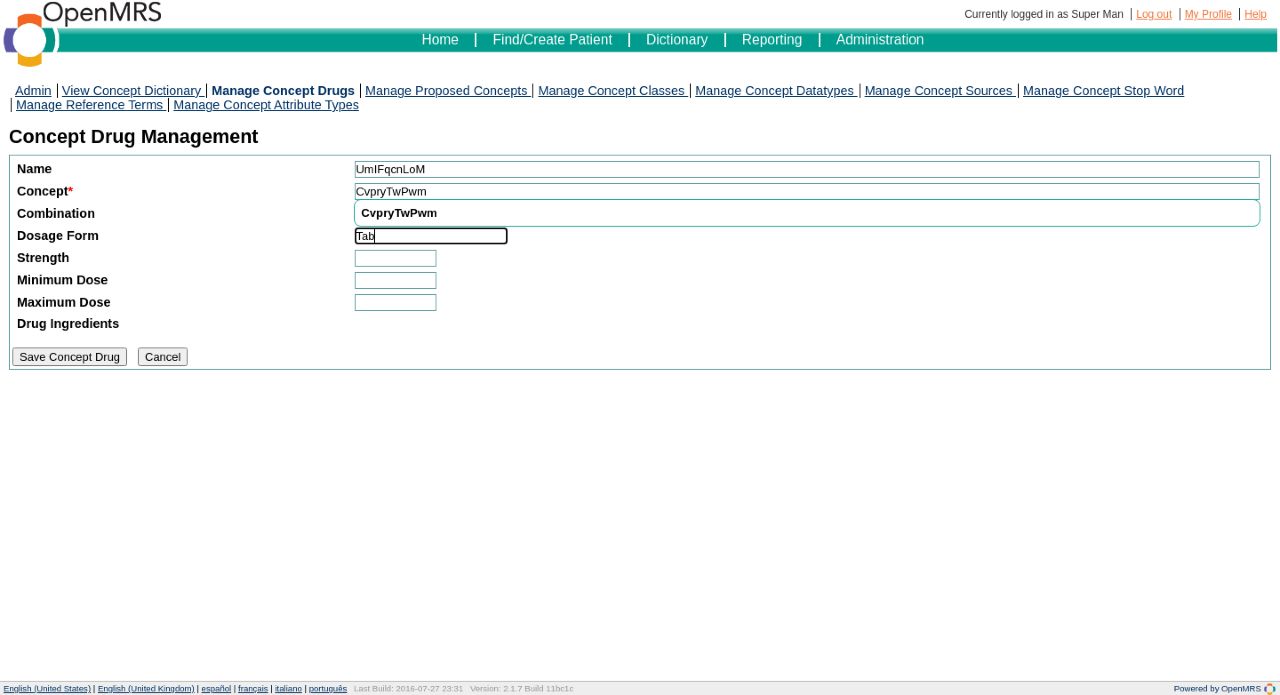 OpenMRS
Currently logged in as Super Man | Log out | My Profile | Help
Home | Find/Create Patient | Dictionary | Reporting | Administration
Admin | View Concept Dictionary | Manage Concept Drugs | Manage Proposed Concepts | Manage Concept Classes | Manage Concept Datatypes | Manage Concept Sources | Manage Concept Stop Word
| Manage Reference Terms | Manage Concept Attribute Types
Concept Drug Management
Name UmIFqcnLoM
Concept* CvpryTwPwm
Combination CvpryTwPwm
Dosage Form Tab
Strength
Minimum Dose
Maximum Dose
Drug Ingredients
Save Concept Drug Cancel
English (United States) | English (United Kingdom) | español | français | italiano | português Last Build: 2016-07-27 23:31 Version: 2.1.7 Build 11bc1c Powered by OpenMRS